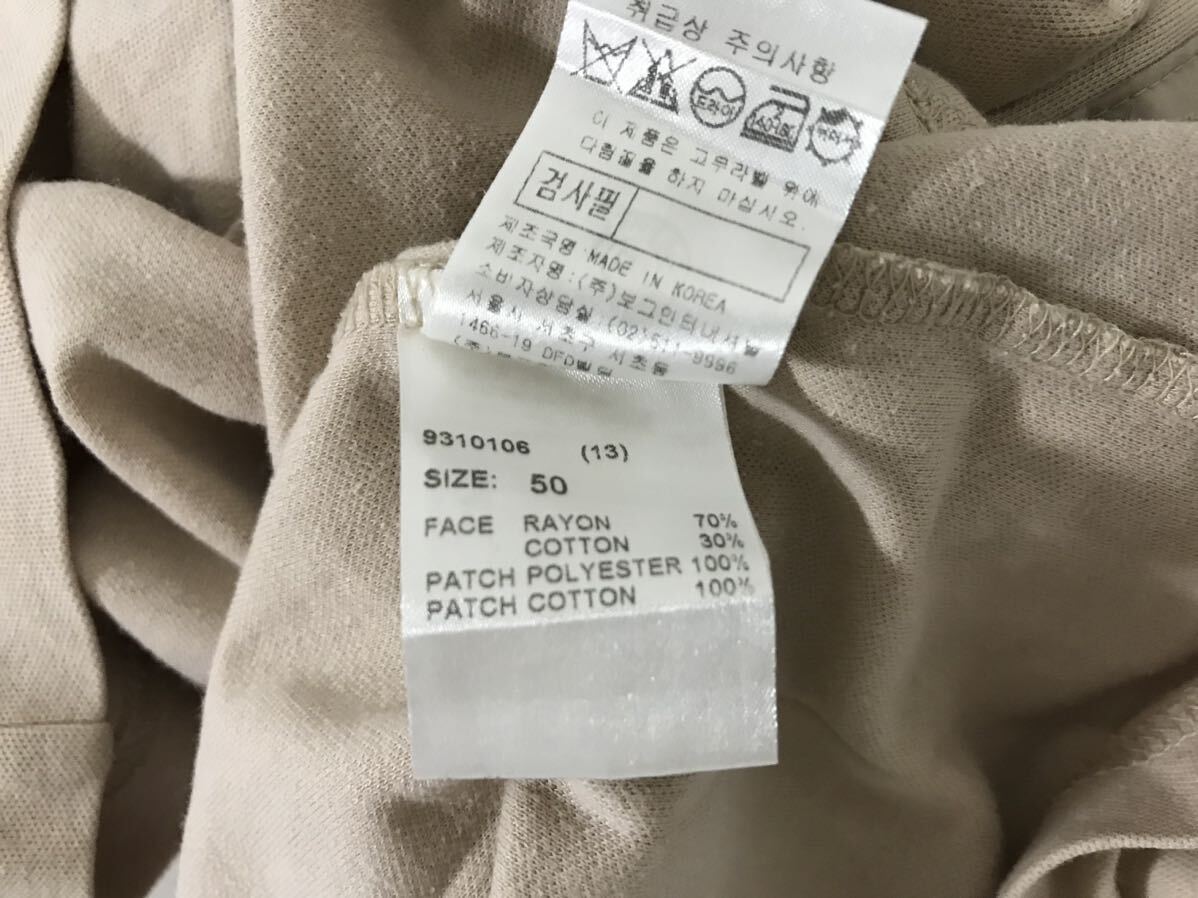 취급상 주의사항
드라이
이 제품은 고무라벨 위에
다림질을 하지 마십시오.
검사필
제조국명 MADE IN KOREA
제조자명:(주)보그인터내셔널
소비자상담실 (02)511-9996
서울시 서초구 서초동
1466-19 DFD빌딩
9310106 (13)
SIZE: 50
FACE RAYON 70%
COTTON 30%
PATCH POLYESTER 100%
PATCH COTTON 100%